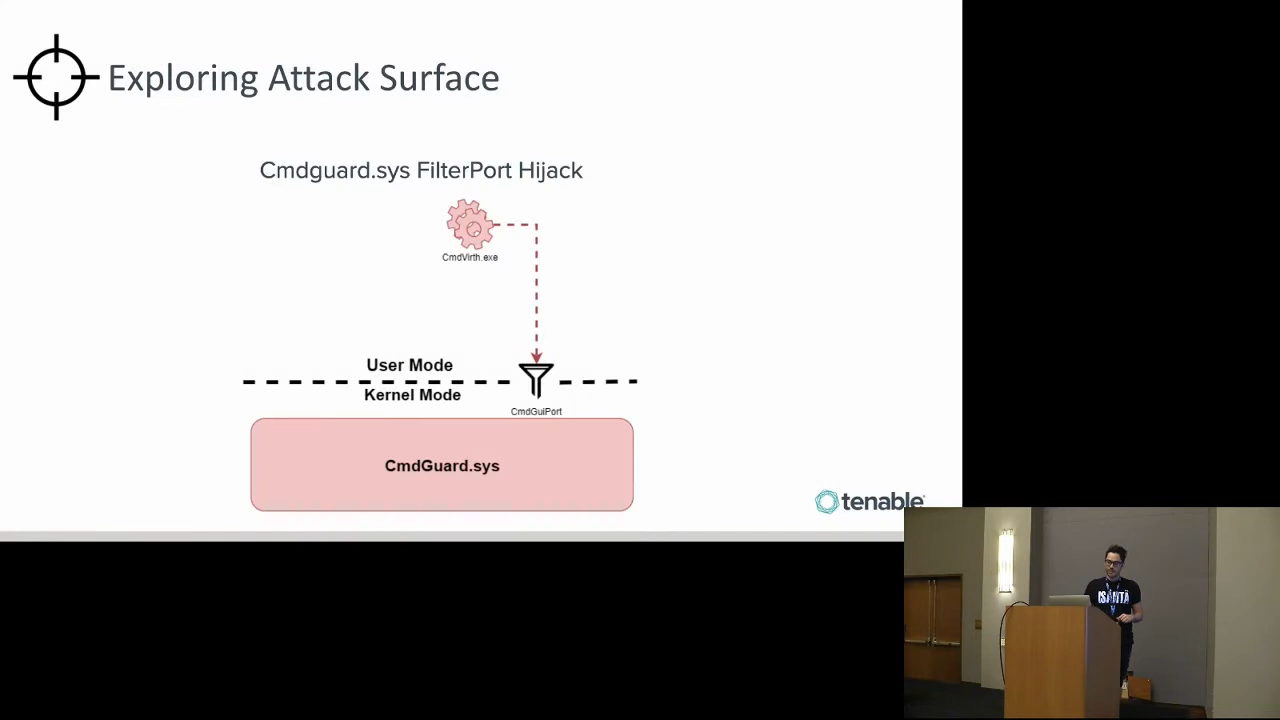 Exploring Attack Surface
Cmdguard.sys FilterPort Hijack
CmdVirth.exe
User Mode
Kernel Mode
CmdGuiPort
CmdGuard.sys
tenable